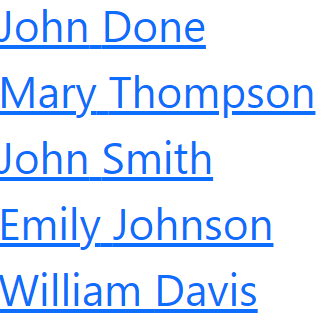 John Done
Mary Thompson
John Smith
Emily Johnson
William Davis